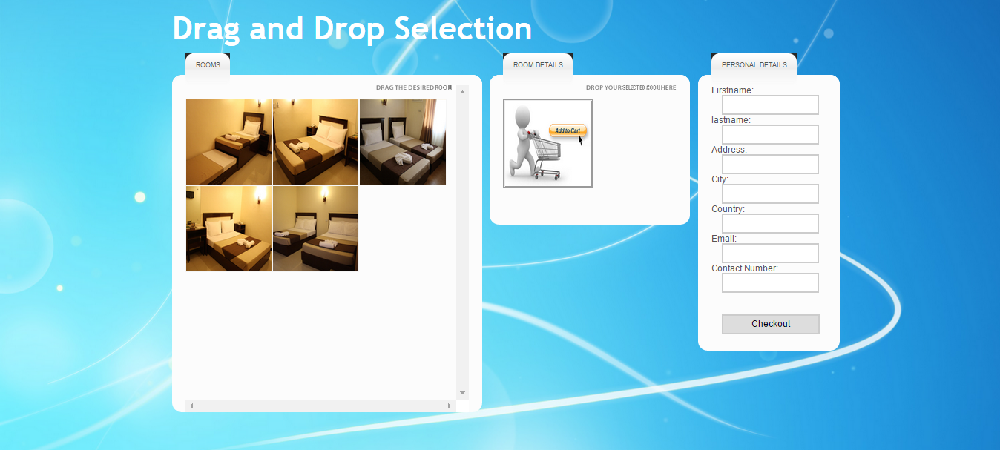 Drag and Drop Selection
ROOMS
DRAG THE DESIRED ROOM
ROOM DETAILS
DROP YOUR SELECTED ROOM HERE
Add to Cart
PERSONAL DETAILS
Firstname:
lastname:
Address:
City:
Country:
Email:
Contact Number:
Checkout